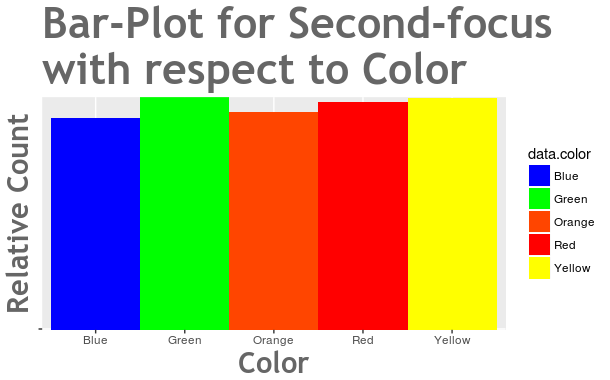 Bar-Plot for Second-focus
with respect to Color
Relative Count
data.color
Blue
Green
Orange
Red
Yellow
Blue
Green
Orange
Red
Yellow
Color